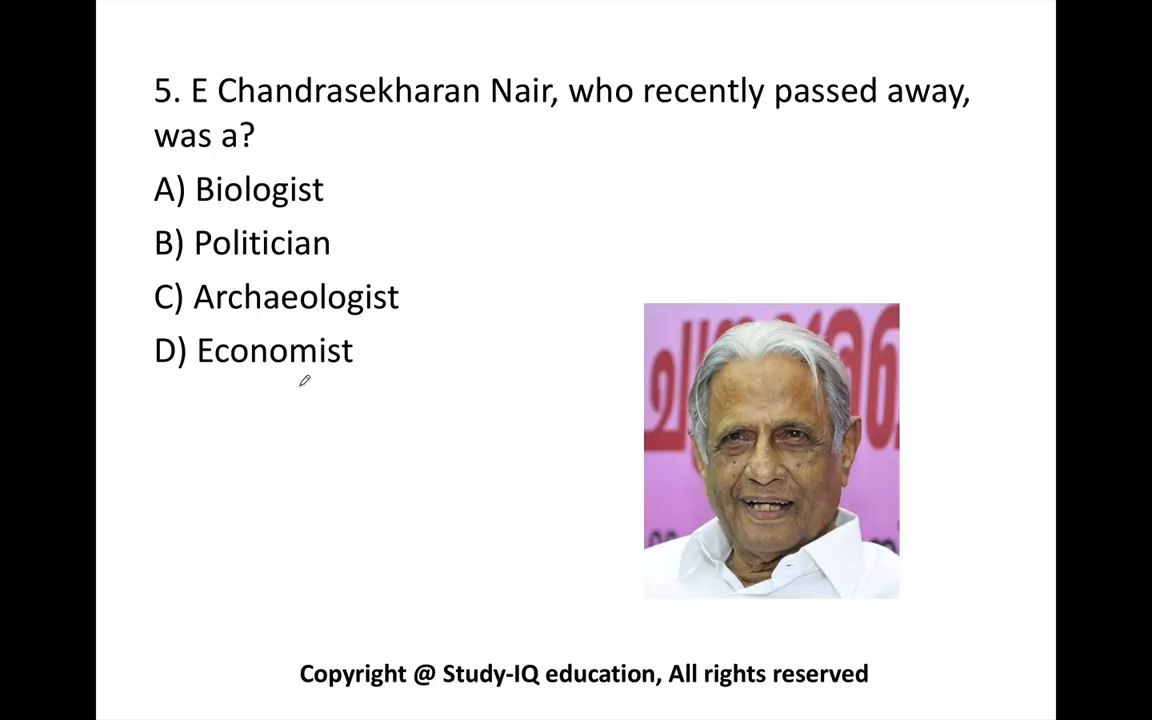 5. E Chandrasekharan Nair, who recently passed away,
was a?
A) Biologist
B) Politician
C) Archaeologist
D) Economist
Copyright @ Study-IQ education, All rights reserved